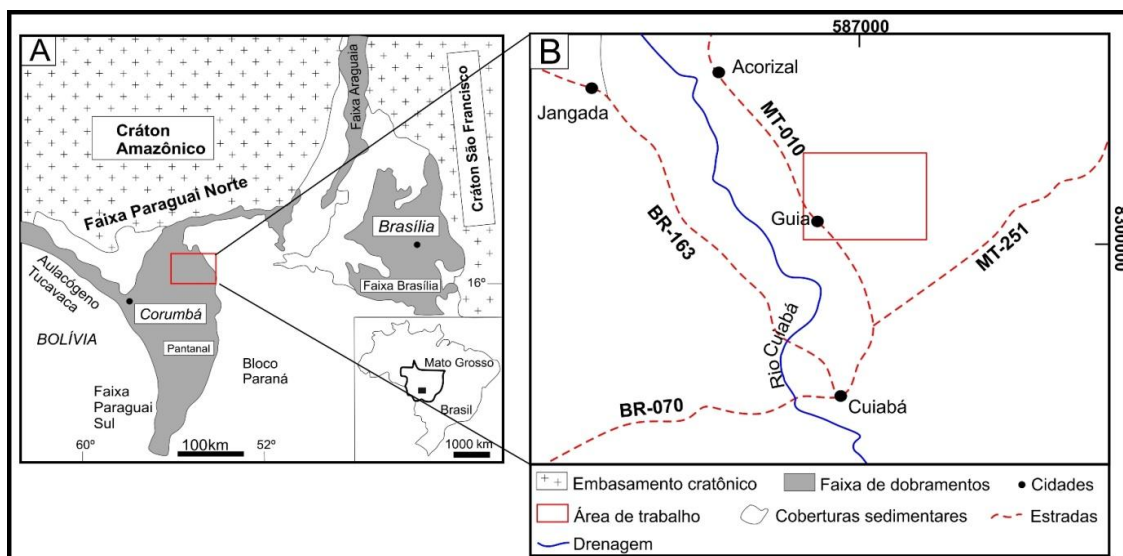 A
Cráton
Amazônico
Faixa Araguaia
Cráton São Francisco
Faixa Paraguai Norte
Brasília
Faixa Brasília
16º
Aulacógeno
Tucavaca
Corumbá
BOLÍVIA
Pantanal
Bloco
Paraná
Faixa
Paraguai
Sul
Mato Grosso
Brasil
60º
100km
52º
1000 km
587000
B
Acorizal
Jangada
MT-010
Guia
BR-163
MT-251
8300000
Rio Cuiabá
BR-070
Cuiabá
Embasamento cratônico
Faixa de dobramentos
Cidades
Área de trabalho
Coberturas sedimentares
Estradas
Drenagem